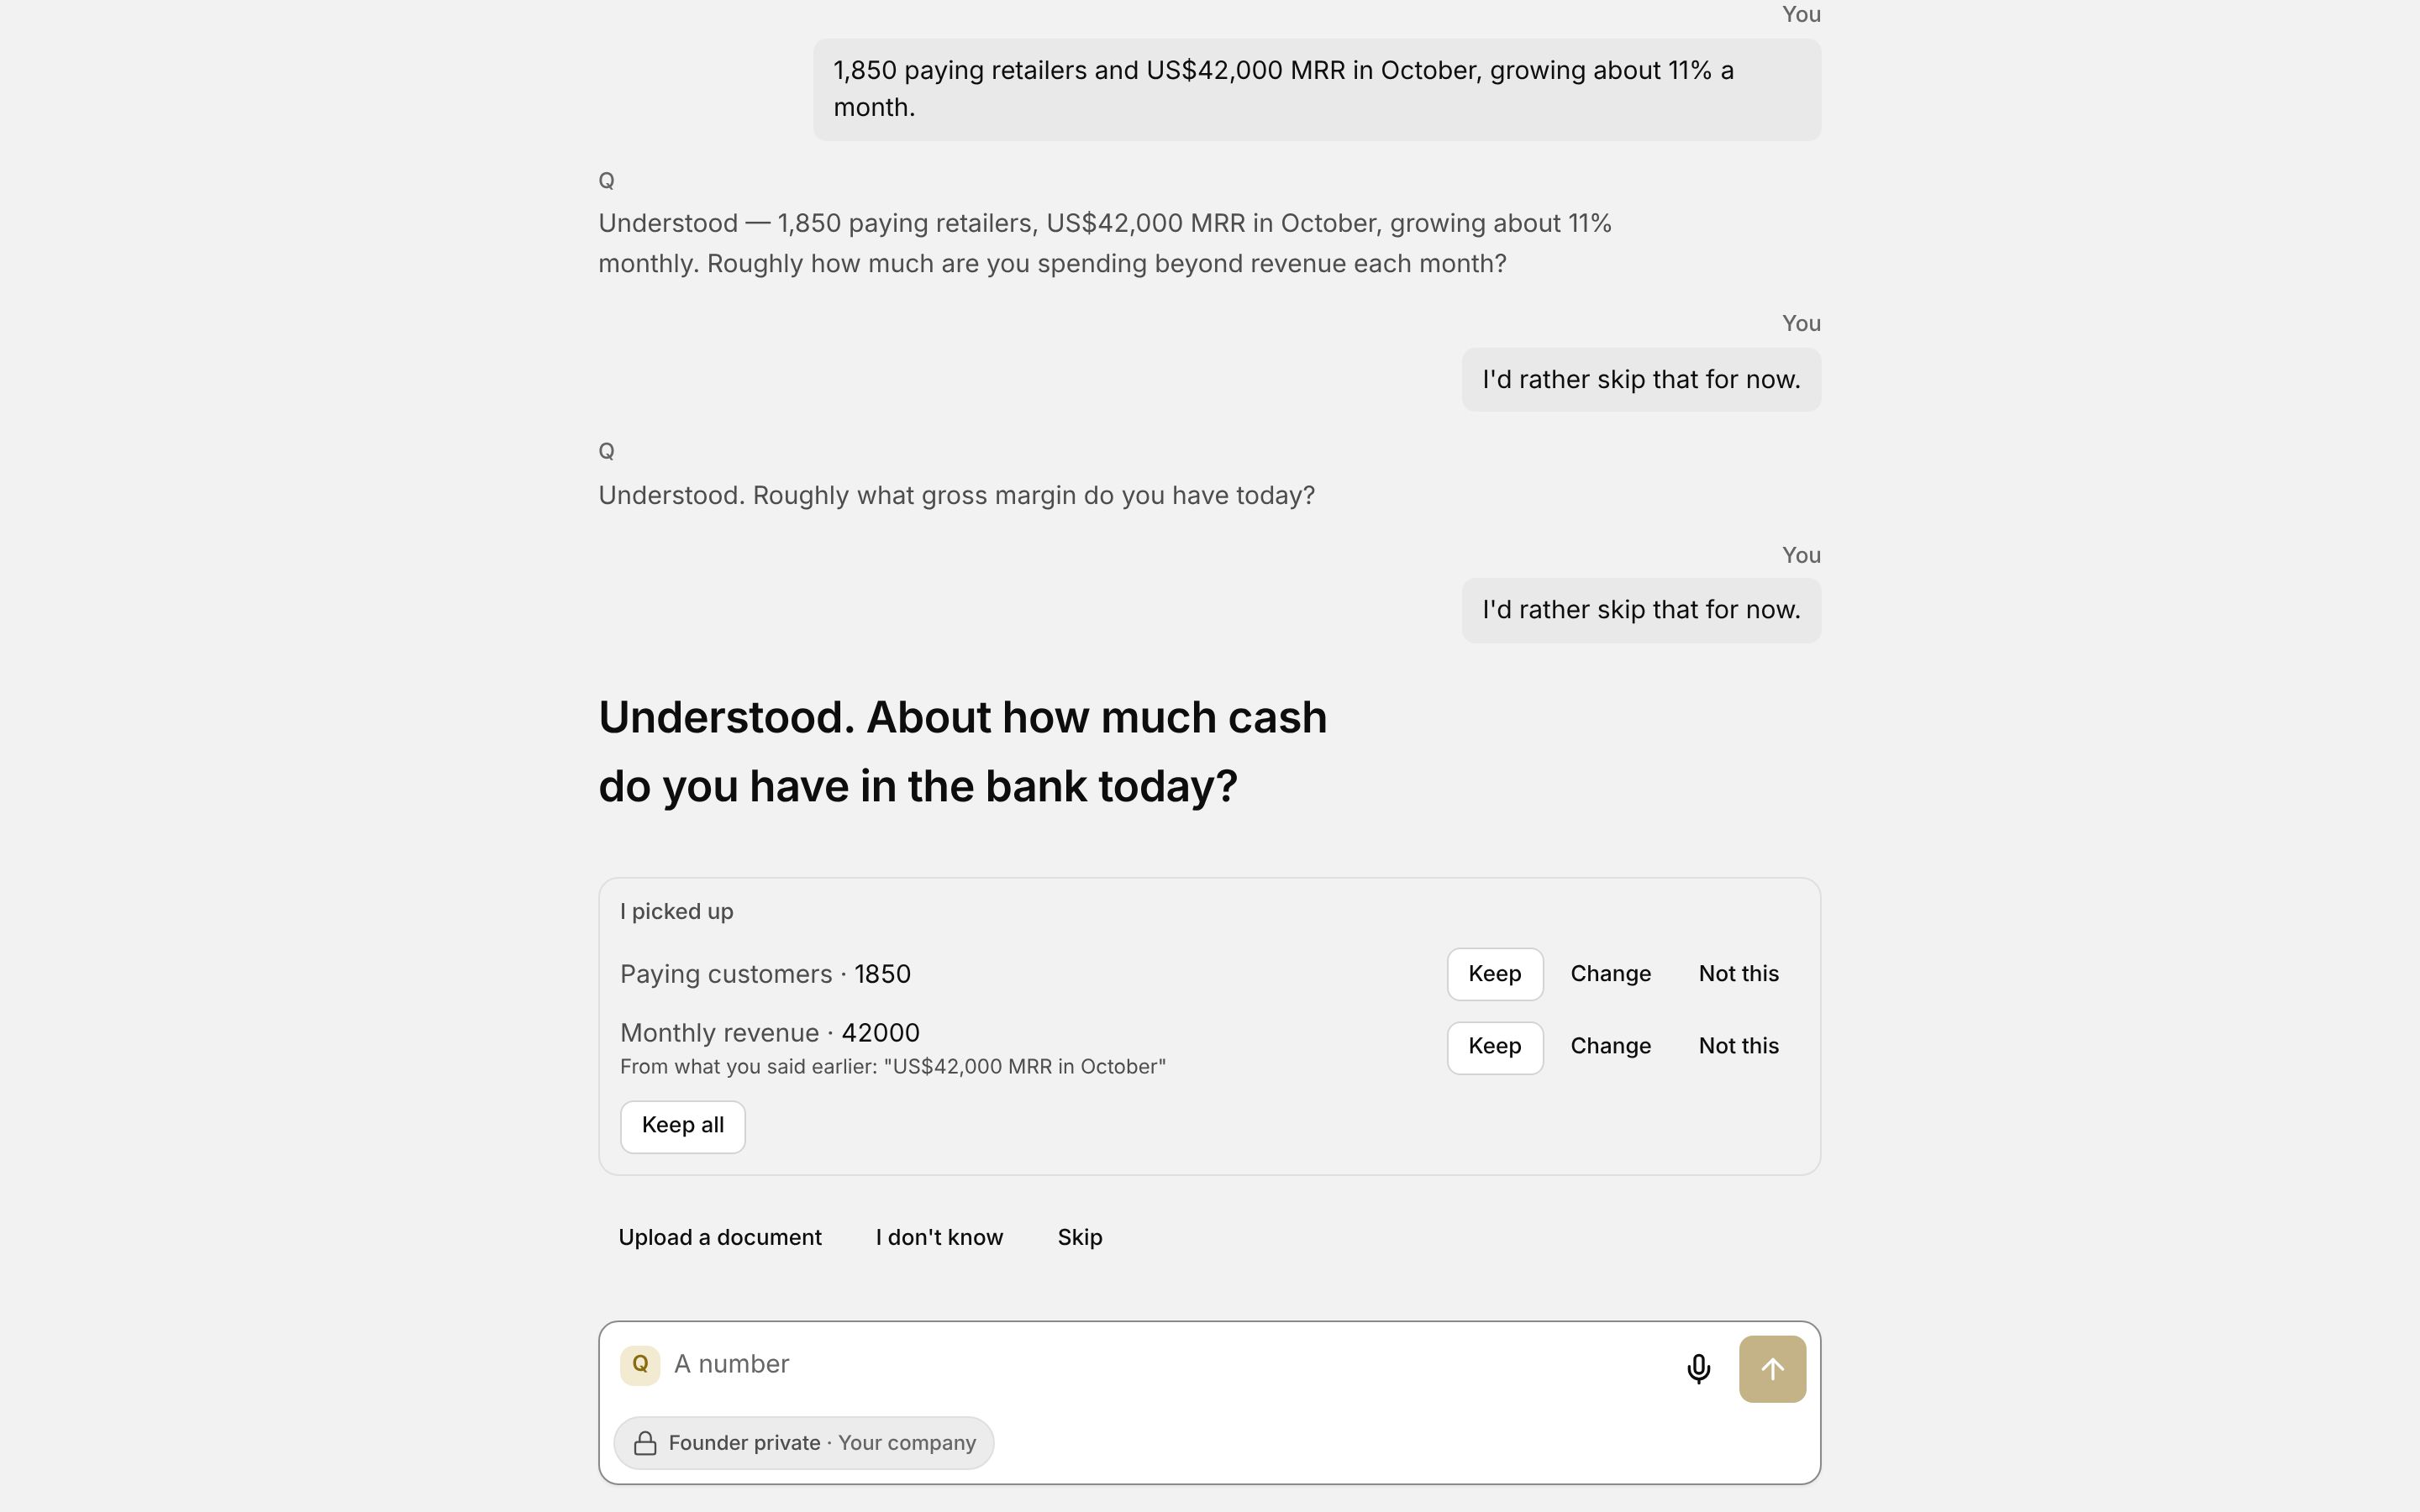 You
1,850 paying retailers and US$42,000 MRR in October, growing about 11% a
month.
Q
Understood — 1,850 paying retailers, US$42,000 MRR in October, growing about 11%
monthly. Roughly how much are you spending beyond revenue each month?
You
I'd rather skip that for now.
Q
Understood. Roughly what gross margin do you have today?
You
I'd rather skip that for now.
Understood. About how much cash
do you have in the bank today?
I picked up
Paying customers · 1850 Keep Change Not this
Monthly revenue · 42000 Keep Change Not this
From what you said earlier: "US$42,000 MRR in October"
Keep all
Upload a document I don't know Skip
Q A number
Founder private · Your company